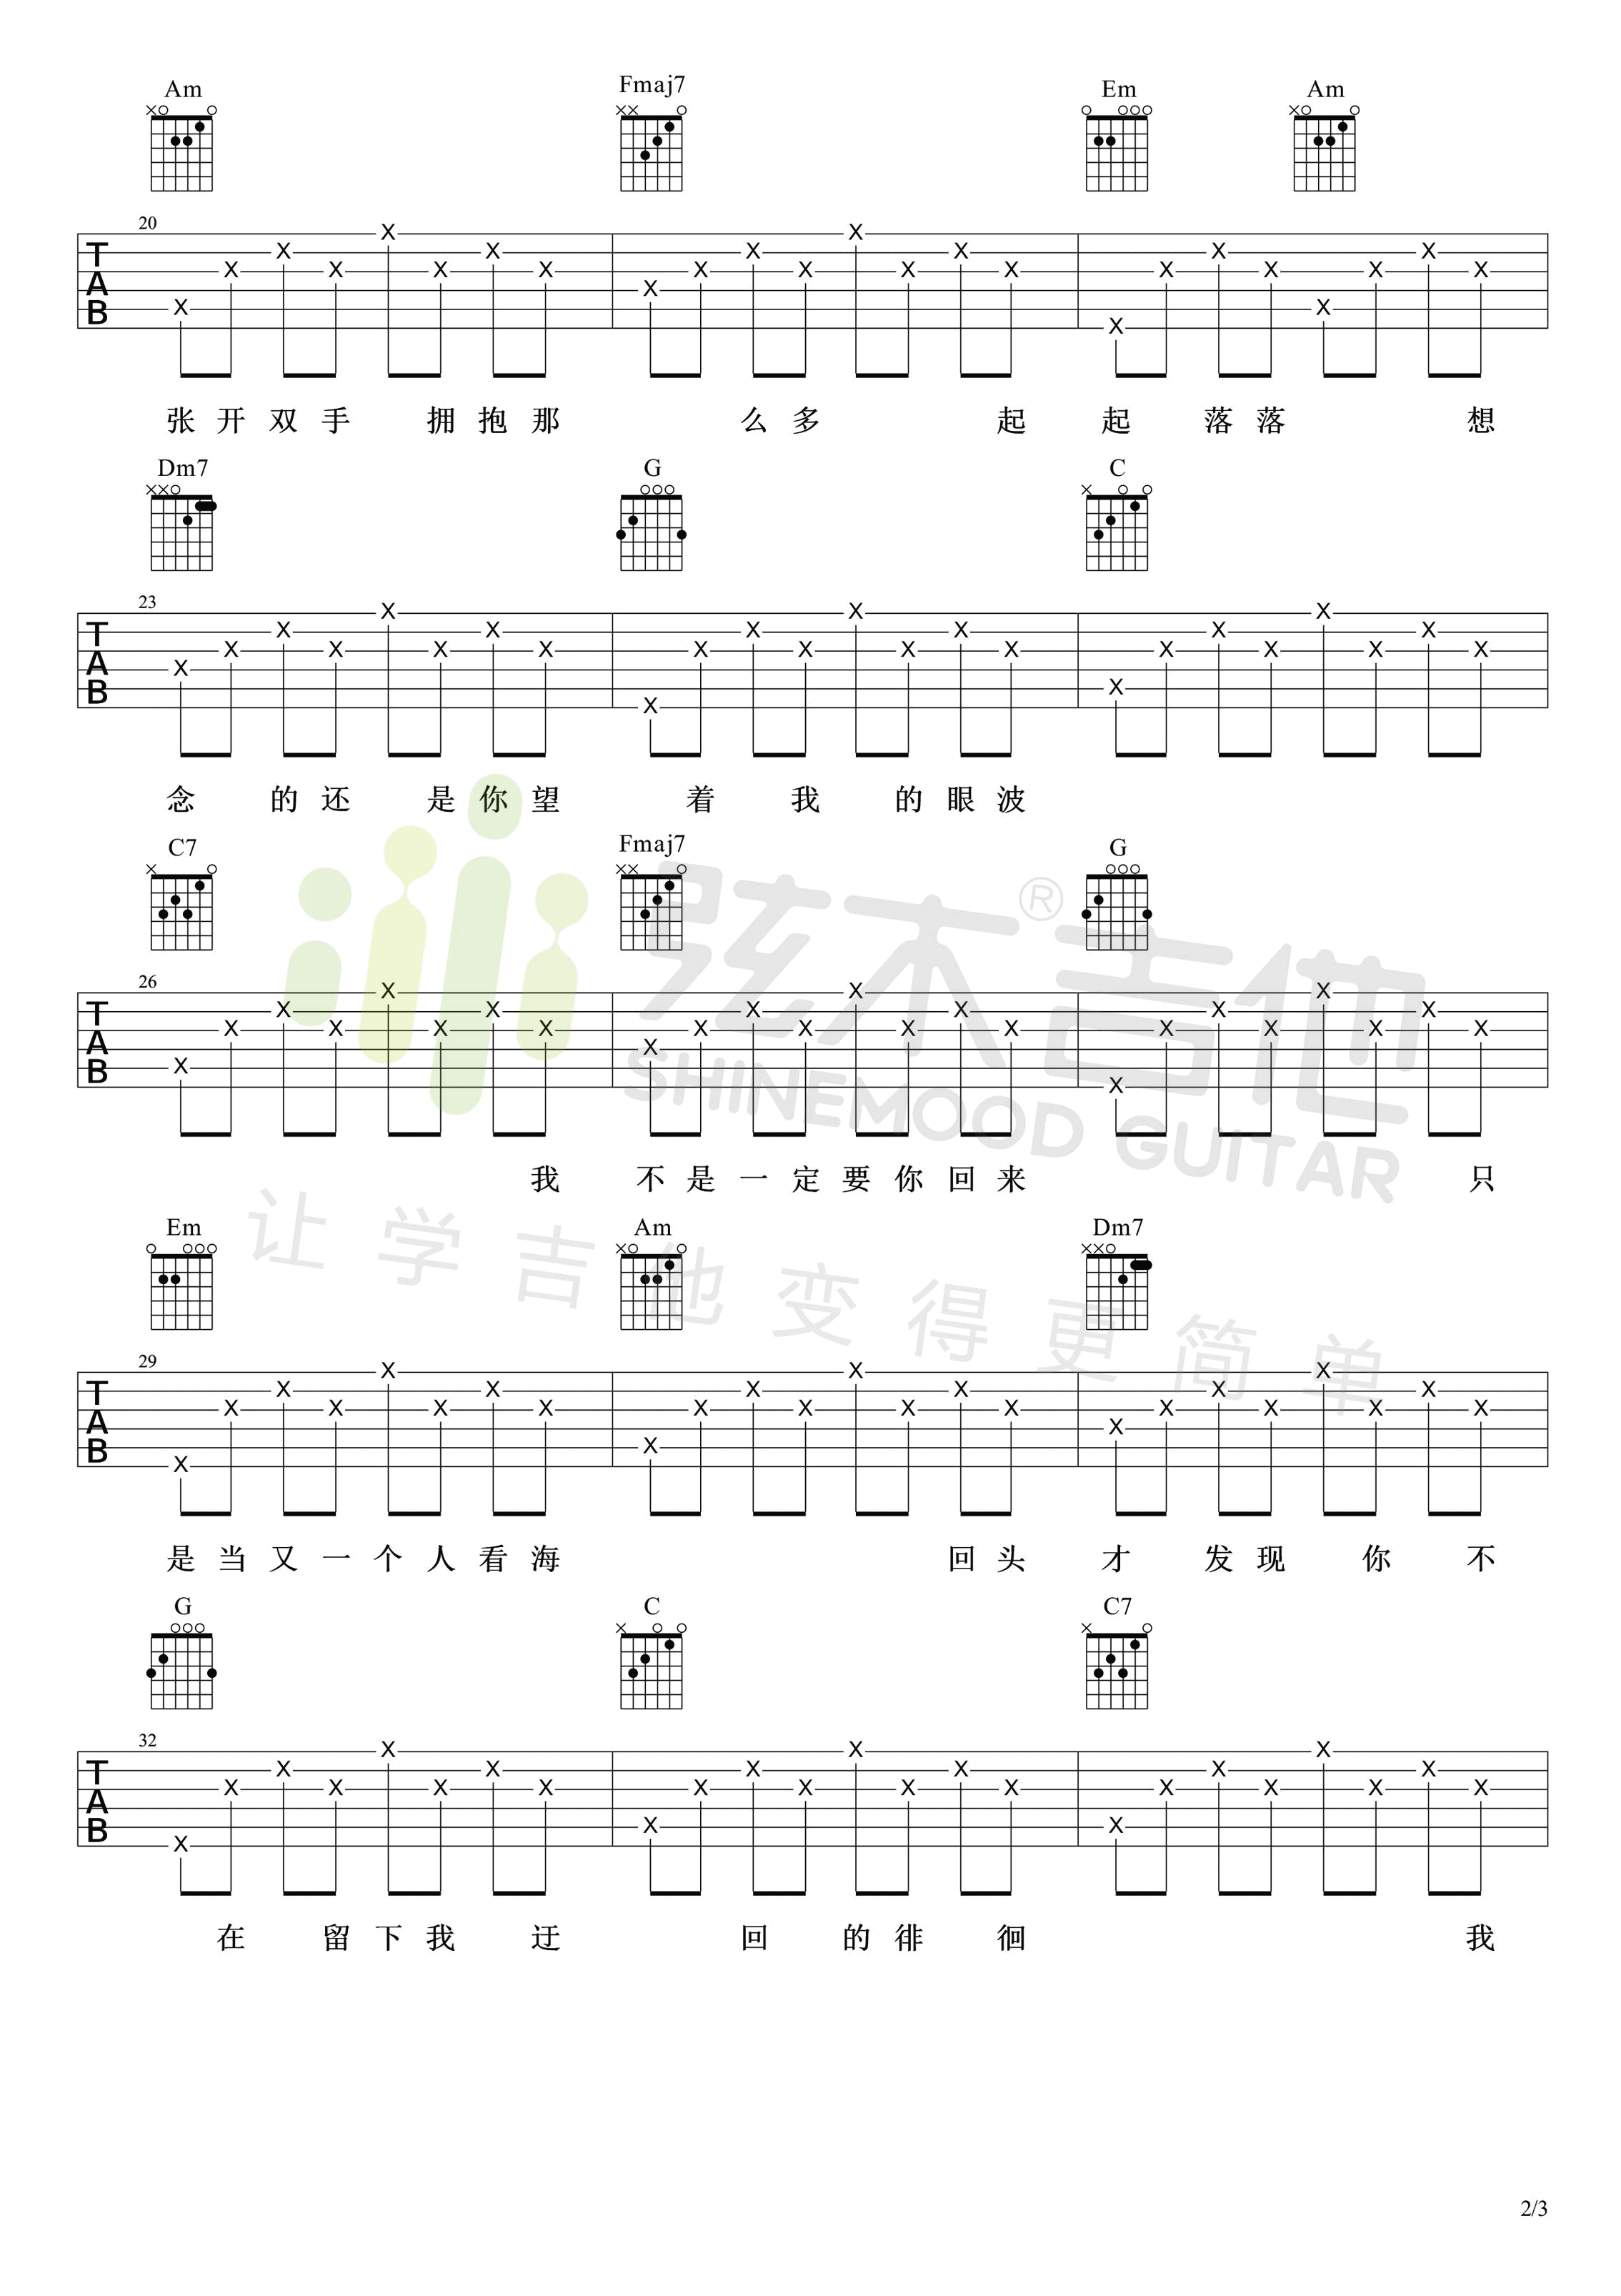 Am Fmaj7 Em Am
20
TAB
张开双手 拥抱那 么多 起 起 落落 想
Dm7 G C
23
TAB
念 的还 是你望 着 我 的眼波
C7 Fmaj7 G
弦木吉他®
26
TAB
SHINEMOOD GUITAR
我 不是一定要你回来 只
让学吉他变得更简单
Em Am Dm7
29
TAB
是当又一个人看海 回头 才 发现 你 不
G C C7
32
TAB
在 留下我 迂 回 的徘 徊 我
2/3